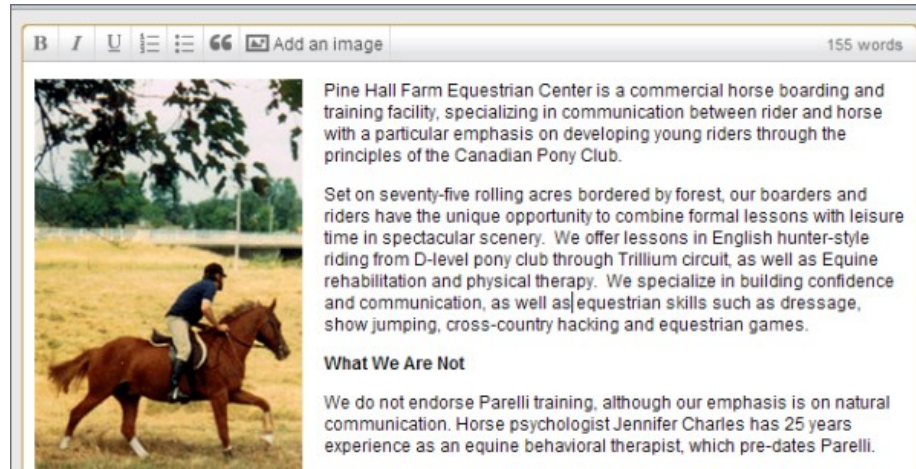 B I U Add an image 155 words
Pine Hall Farm Equestrian Center is a commercial horse boarding and
training facility, specializing in communication between rider and horse
with a particular emphasis on developing young riders through the
principles of the Canadian Pony Club.
Set on seventy-five rolling acres bordered by forest, our boarders and
riders have the unique opportunity to combine formal lessons with leisure
time in spectacular scenery.  We offer lessons in English hunter-style
riding from D-level pony club through Trillium circuit, as well as Equine
rehabilitation and physical therapy.  We specialize in building confidence
and communication, as well as equestrian skills such as dressage,
show jumping, cross-country hacking and equestrian games.
What We Are Not
We do not endorse Parelli training, although our emphasis is on natural
communication. Horse psychologist Jennifer Charles has 25 years
experience as an equine behavioral therapist, which pre-dates Parelli.